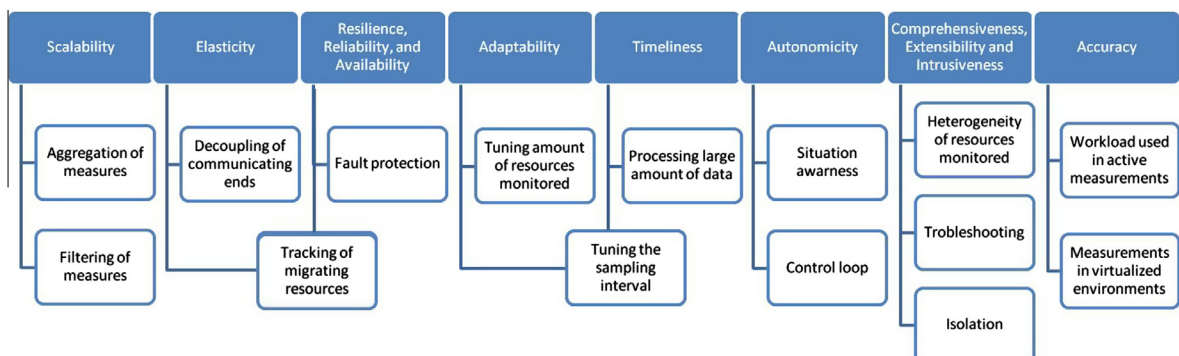 Scalability
Elasticity
Resilience,
Reliability, and
Availability
Adaptability
Timeliness
Autonomicity
Comprehensiveness,
Extensibility and
Intrusiveness
Accuracy
Aggregation of
measures
Filtering of
measures
Decoupling of
communicating
ends
Fault protection
Tracking of
migrating
resources
Tuning amount
of resources
monitored
Processing large
amount of data
Tuning the
sampling
interval
Situation
awarness
Control loop
Heterogeneity
of resources
monitored
Trobleshooting
Isolation
Workload used
in active
measurements
Measurements
in virtualized
environments